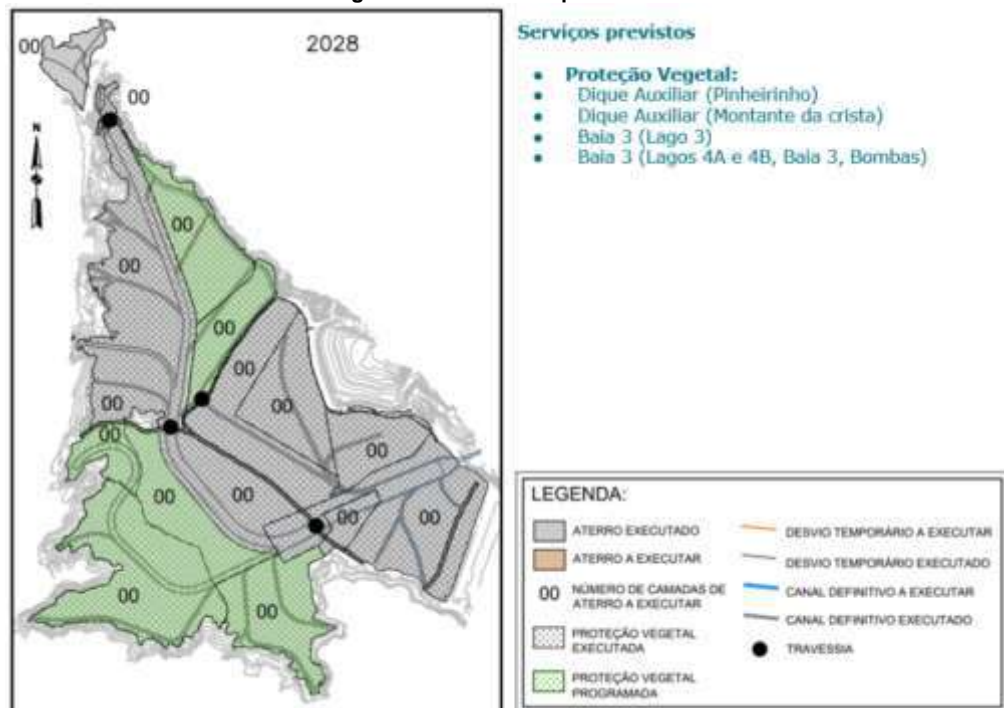 2028
Serviços previstos
• Proteção Vegetal:
• Dique Auxiliar (Pinheirinho)
• Dique Auxiliar (Montante da crista)
• Baia 3 (Lago 3)
• Baia 3 (Lagos 4A e 4B, Baia 3, Bombas)
00
00
N
00
00
00
00
00
00
00
00
00
00
00
00
00
00
LEGENDA:
ATERRO EXECUTADO
ATERRO A EXECUTAR
00 NÚMERO DE CAMADAS DE
ATERRO A EXECUTAR
PROTEÇÃO VEGETAL
EXECUTADA
PROTEÇÃO VEGETAL
PROGRAMADA
DESVIO TEMPORÁRIO A EXECUTAR
DESVIO TEMPORÁRIO EXECUTADO
CANAL DEFINITIVO A EXECUTAR
CANAL DEFINITIVO EXECUTADO
TRAVESSIA